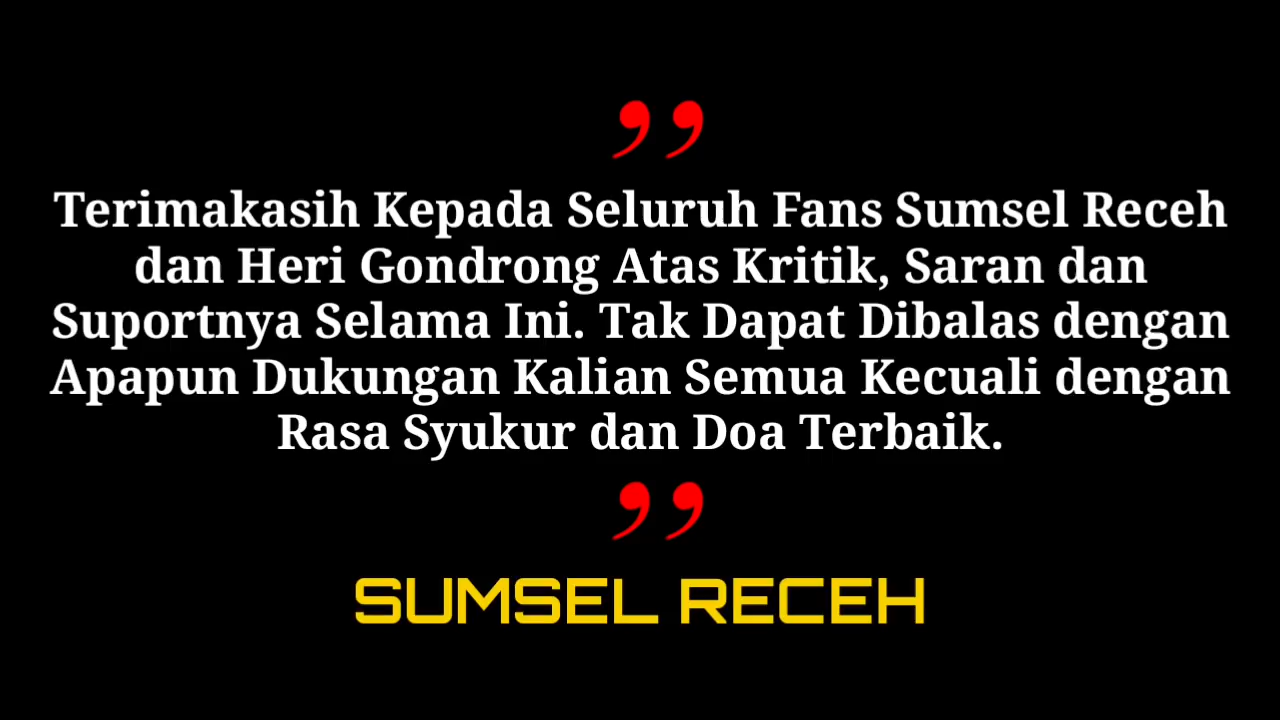 ”
Terimakasih Kepada Seluruh Fans Sumsel Receh
dan Heri Gondrong Atas Kritik, Saran dan
Suportnya Selama Ini. Tak Dapat Dibalas dengan
Apapun Dukungan Kalian Semua Kecuali dengan
Rasa Syukur dan Doa Terbaik.
”
SUMSEL RECEH